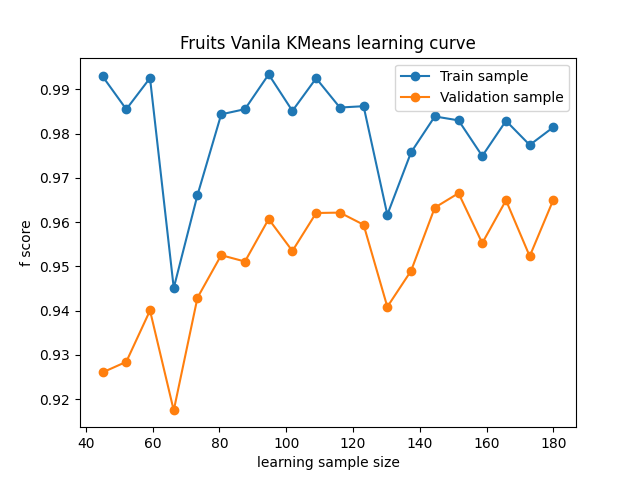 Fruits Vanila KMeans learning curve
Train sample
Validation sample
0.99
0.98
0.97
0.96
0.95
0.94
0.93
0.92
f score
40 60 80 100 120 140 160 180
learning sample size